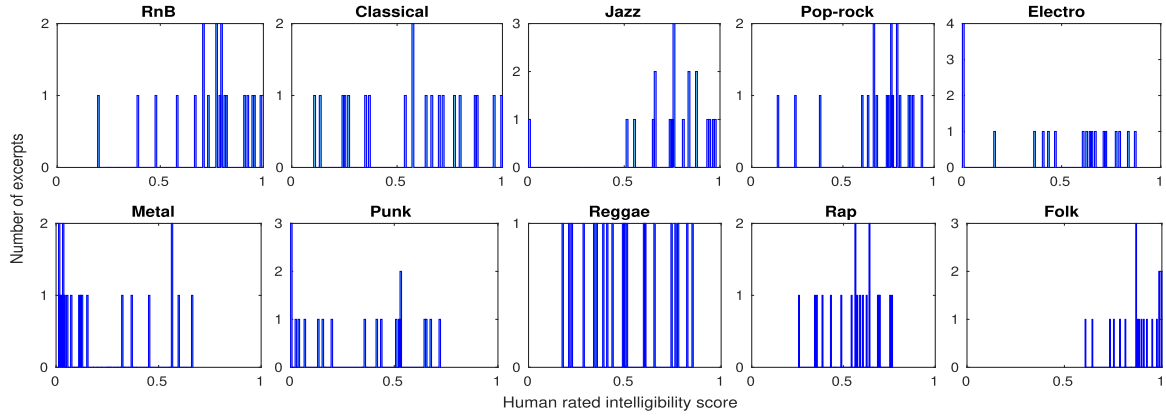 RnB Classical Jazz Pop-rock Electro
2 2 3 2 4
3
2
1 1 1 2
1
1
0 0 0 0 0
0 0.5 1 0 0.5 1 0 0.5 1 0 0.5 1 0 0.5 1
Number of excerpts
Metal Punk Reggae Rap Folk
2 3 1 2 3
2 2
1 1
1 1
0 0 0 0 0
0 0.5 1 0 0.5 1 0 0.5 1 0 0.5 1 0 0.5 1
Human rated intelligibility score